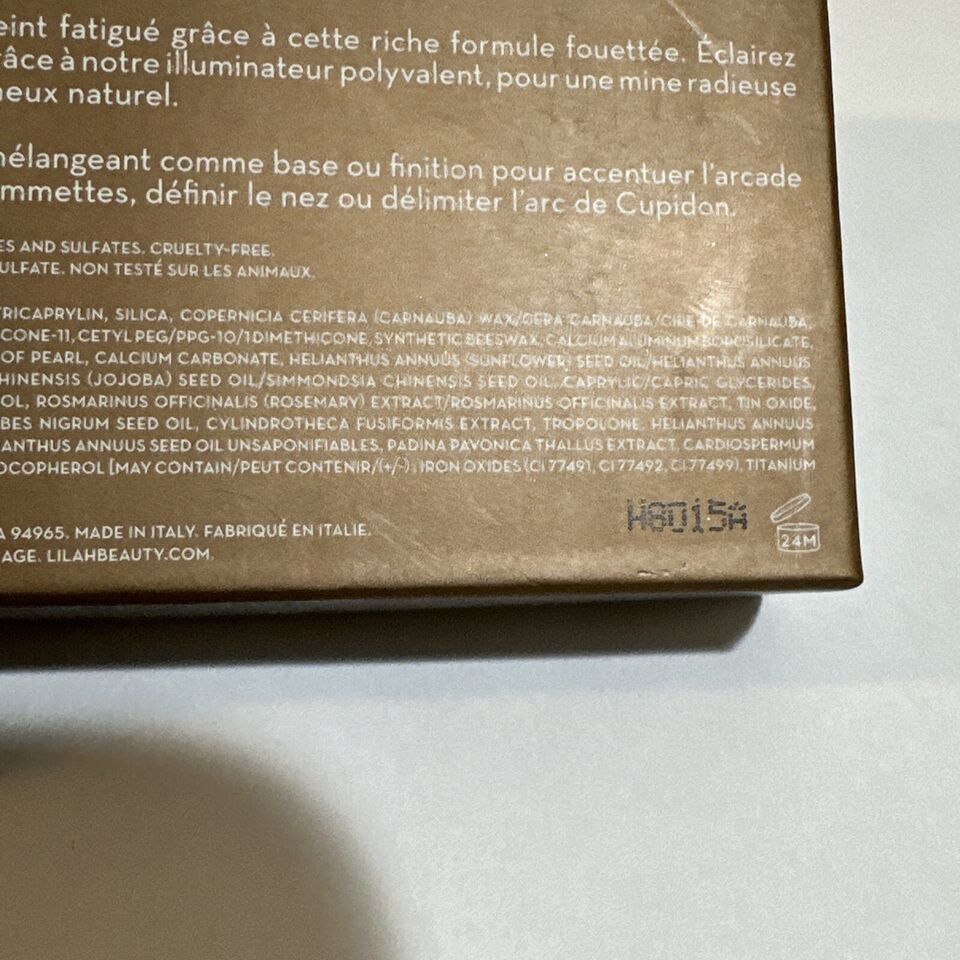 eint fatigué grâce à cette riche formule fouettée. Éclairez
râce à notre illuminateur polyvalent, pour une mine radieuse
neux naturel.
nélangeant comme base ou finition pour accentuer l'arcade
ommettes, définir le nez ou délimiter l'arc de Cupidon.
ES AND SULFATES. CRUELTY-FREE.
ULFATE. NON TESTÉ SUR LES ANIMAUX.
TRICAPRYLIN, SILICA, COPERNICIA CERIFERA (CARNAUBA) WAX/CERA CARNAUBA/CIRE DE CARNAUBA,
CONE-11, CETYL PEG/PPG-10/1 DIMETHICONE, SYNTHETIC BEESWAX, CALCIUM ALUMINUM BOROSILICATE,
OF PEARL, CALCIUM CARBONATE, HELIANTHUS ANNUUS (SUNFLOWER) SEED OIL/HELIANTHUS ANNUUS
HINENSIS (JOJOBA) SEED OIL/SIMMONDSIA CHINENSIS SEED OIL, CAPRYLIC/CAPRIC GLYCERIDES,
OL, ROSMARINUS OFFICINALIS (ROSEMARY) EXTRACT/ROSMARINUS OFFICINALIS EXTRACT, TIN OXIDE,
BES NIGRUM SEED OIL, CYLINDROTHECA FUSIFORMIS EXTRACT, TROPOLONE, HELIANTHUS ANNUUS
ANTHUS ANNUUS SEED OIL UNSAPONIFIABLES, PADINA PAVONICA THALLUS EXTRACT, CARDIOSPERMUM
OCOPHEROL [MAY CONTAIN/PEUT CONTENIR/(+/-): IRON OXIDES (CI 77491, CI 77492, CI 77499), TITANIUM
A 94965. MADE IN ITALY. FABRIQUÉ EN ITALIE.
AGE. LILAHBEAUTY.COM.
H8015A
24M